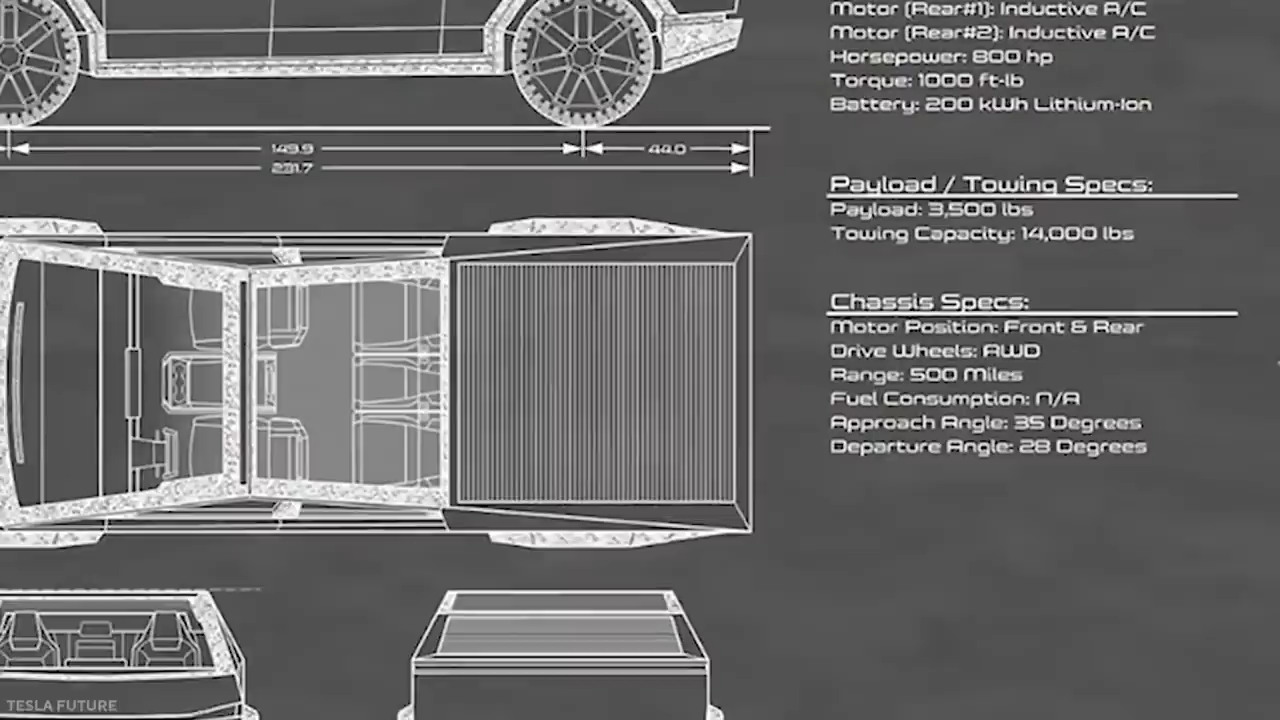 Motor (Rear#1): Inductive A/C
Motor (Rear#2): Inductive A/C
Horsepower: 800 hp
Torque: 1000 ft-lb
Battery: 200 kWh Lithium-Ion
149.9
44.0
231.7
Payload / Towing Specs:
Payload: 3,500 lbs
Towing Capacity: 14,000 lbs
Chassis Specs:
Motor Position: Front & Rear
Drive Wheels: AWD
Range: 500 Miles
Fuel Consumption: N/A
Approach Angle: 35 Degrees
Departure Angle: 28 Degrees
TESLA FUTURE